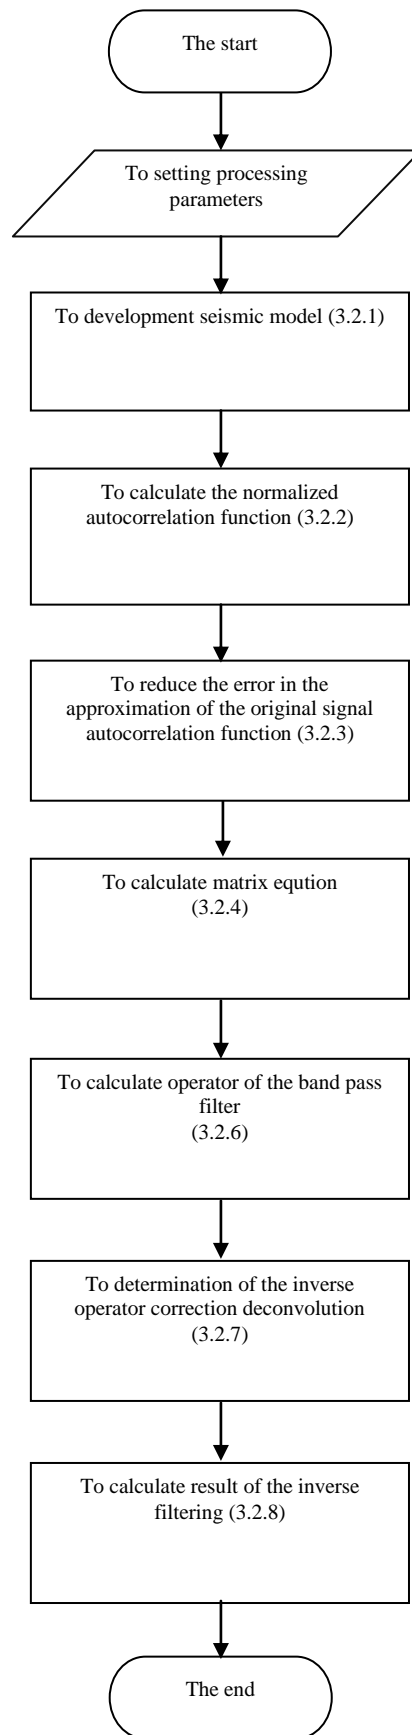 The start
To setting processing
parameters
To development seismic model (3.2.1)
To calculate the normalized
autocorrelation function (3.2.2)
To reduce the error in the
approximation of the original signal
autocorrelation function (3.2.3)
To calculate matrix eqution
(3.2.4)
To calculate operator of the band pass
filter
(3.2.6)
To determination of the inverse
operator correction deconvolution
(3.2.7)
To calculate result of the inverse
filtering (3.2.8)
The end